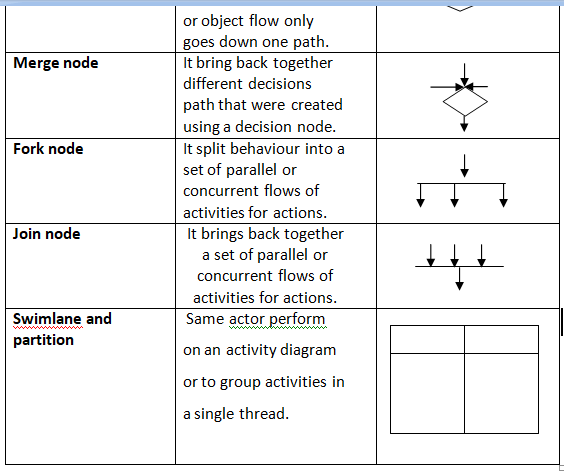 or object flow only
goes down one path.
Merge node
It bring back together
different decisions
path that were created
using a decision node.
Fork node
It split behaviour into a
set of parallel or
concurrent flows of
activities for actions.
Join node
It brings back together
a set of parallel or
concurrent flows of
activities for actions.
Swimlane and
partition
Same actor perform
on an activity diagram
or to group activities in
a single thread.